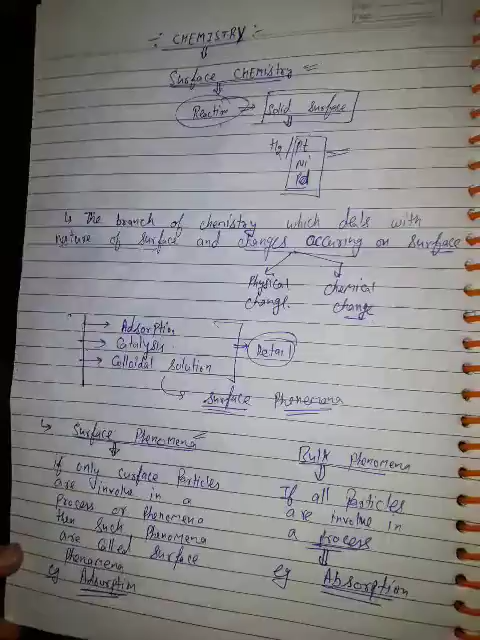 CHEMISTRY
Surface CHEMISTRY
Reaction Solid Surface
H2 / Pt
Ni
Pd
The branch of chemistry which deals with
nature of surface and changes occuring on surface
Physical change. Chemical change
Adsorption
Catalysis
Colloidal Solution
Detail
Surface Phenomena
Surface Phenomena
If only surface Particles
are involve in a
Process or Phenomena
then such Phenomena
are called surface
Phenomena
eg Adsorption
Bulk Phenomena
If all Particles
are involve in
a process
eg Absorption